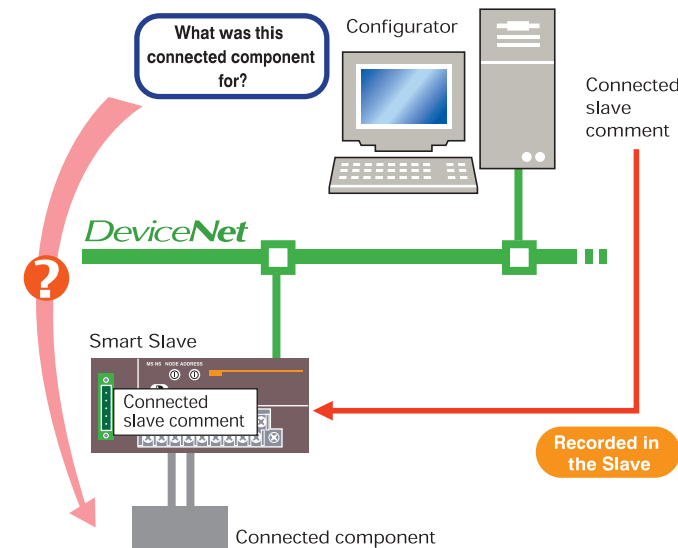 What was this
connected component
for?
Configurator
Connected
slave
comment
DeviceNet
?
Smart Slave
MS NS NODE ADDRESS
Connected
slave comment
Recorded in
the Slave
Connected component